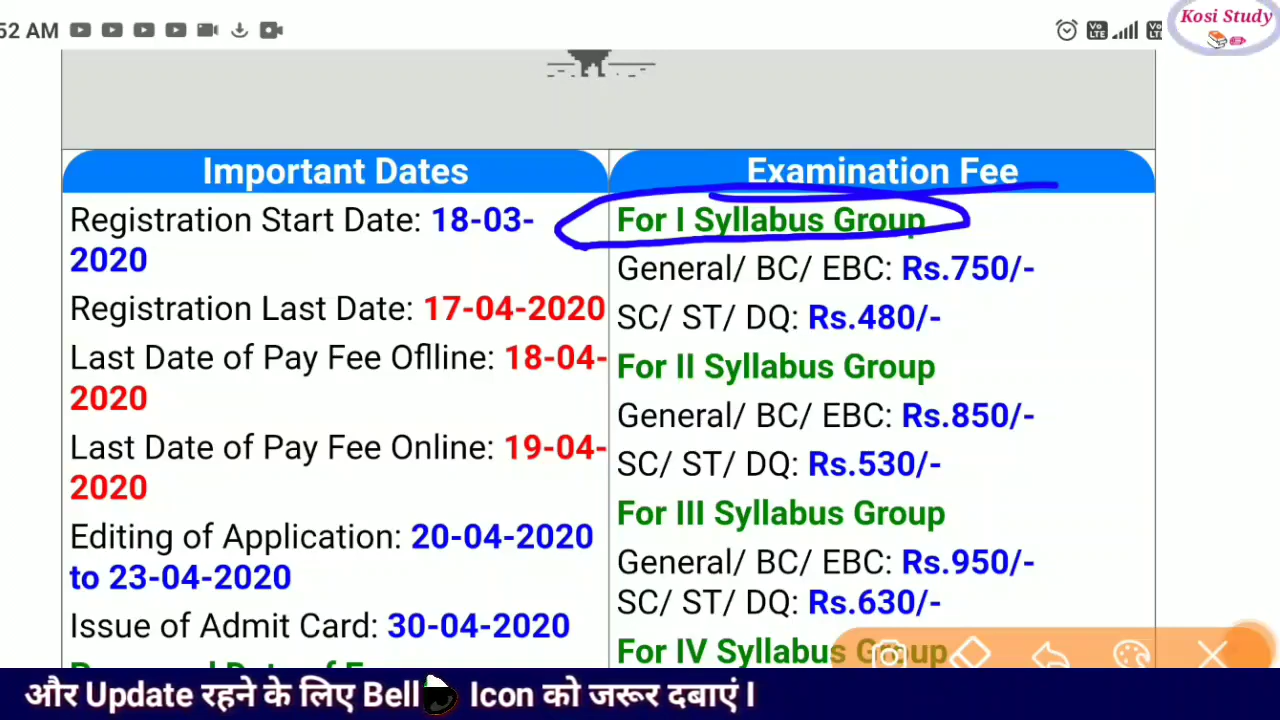 52 AM
Kosi Study
Important Dates
Registration Start Date: 18-03-
2020
Registration Last Date: 17-04-2020
Last Date of Pay Fee Oflline: 18-04-
2020
Last Date of Pay Fee Online: 19-04-
2020
Editing of Application: 20-04-2020
to 23-04-2020
Issue of Admit Card: 30-04-2020
Examination Fee
For I Syllabus Group
General/ BC/ EBC: Rs.750/-
SC/ ST/ DQ: Rs.480/-
For II Syllabus Group
General/ BC/ EBC: Rs.850/-
SC/ ST/ DQ: Rs.530/-
For III Syllabus Group
General/ BC/ EBC: Rs.950/-
SC/ ST/ DQ: Rs.630/-
For IV Syllabus Group
और Update रहने के लिए Bell Icon को जरूर दबाएं l